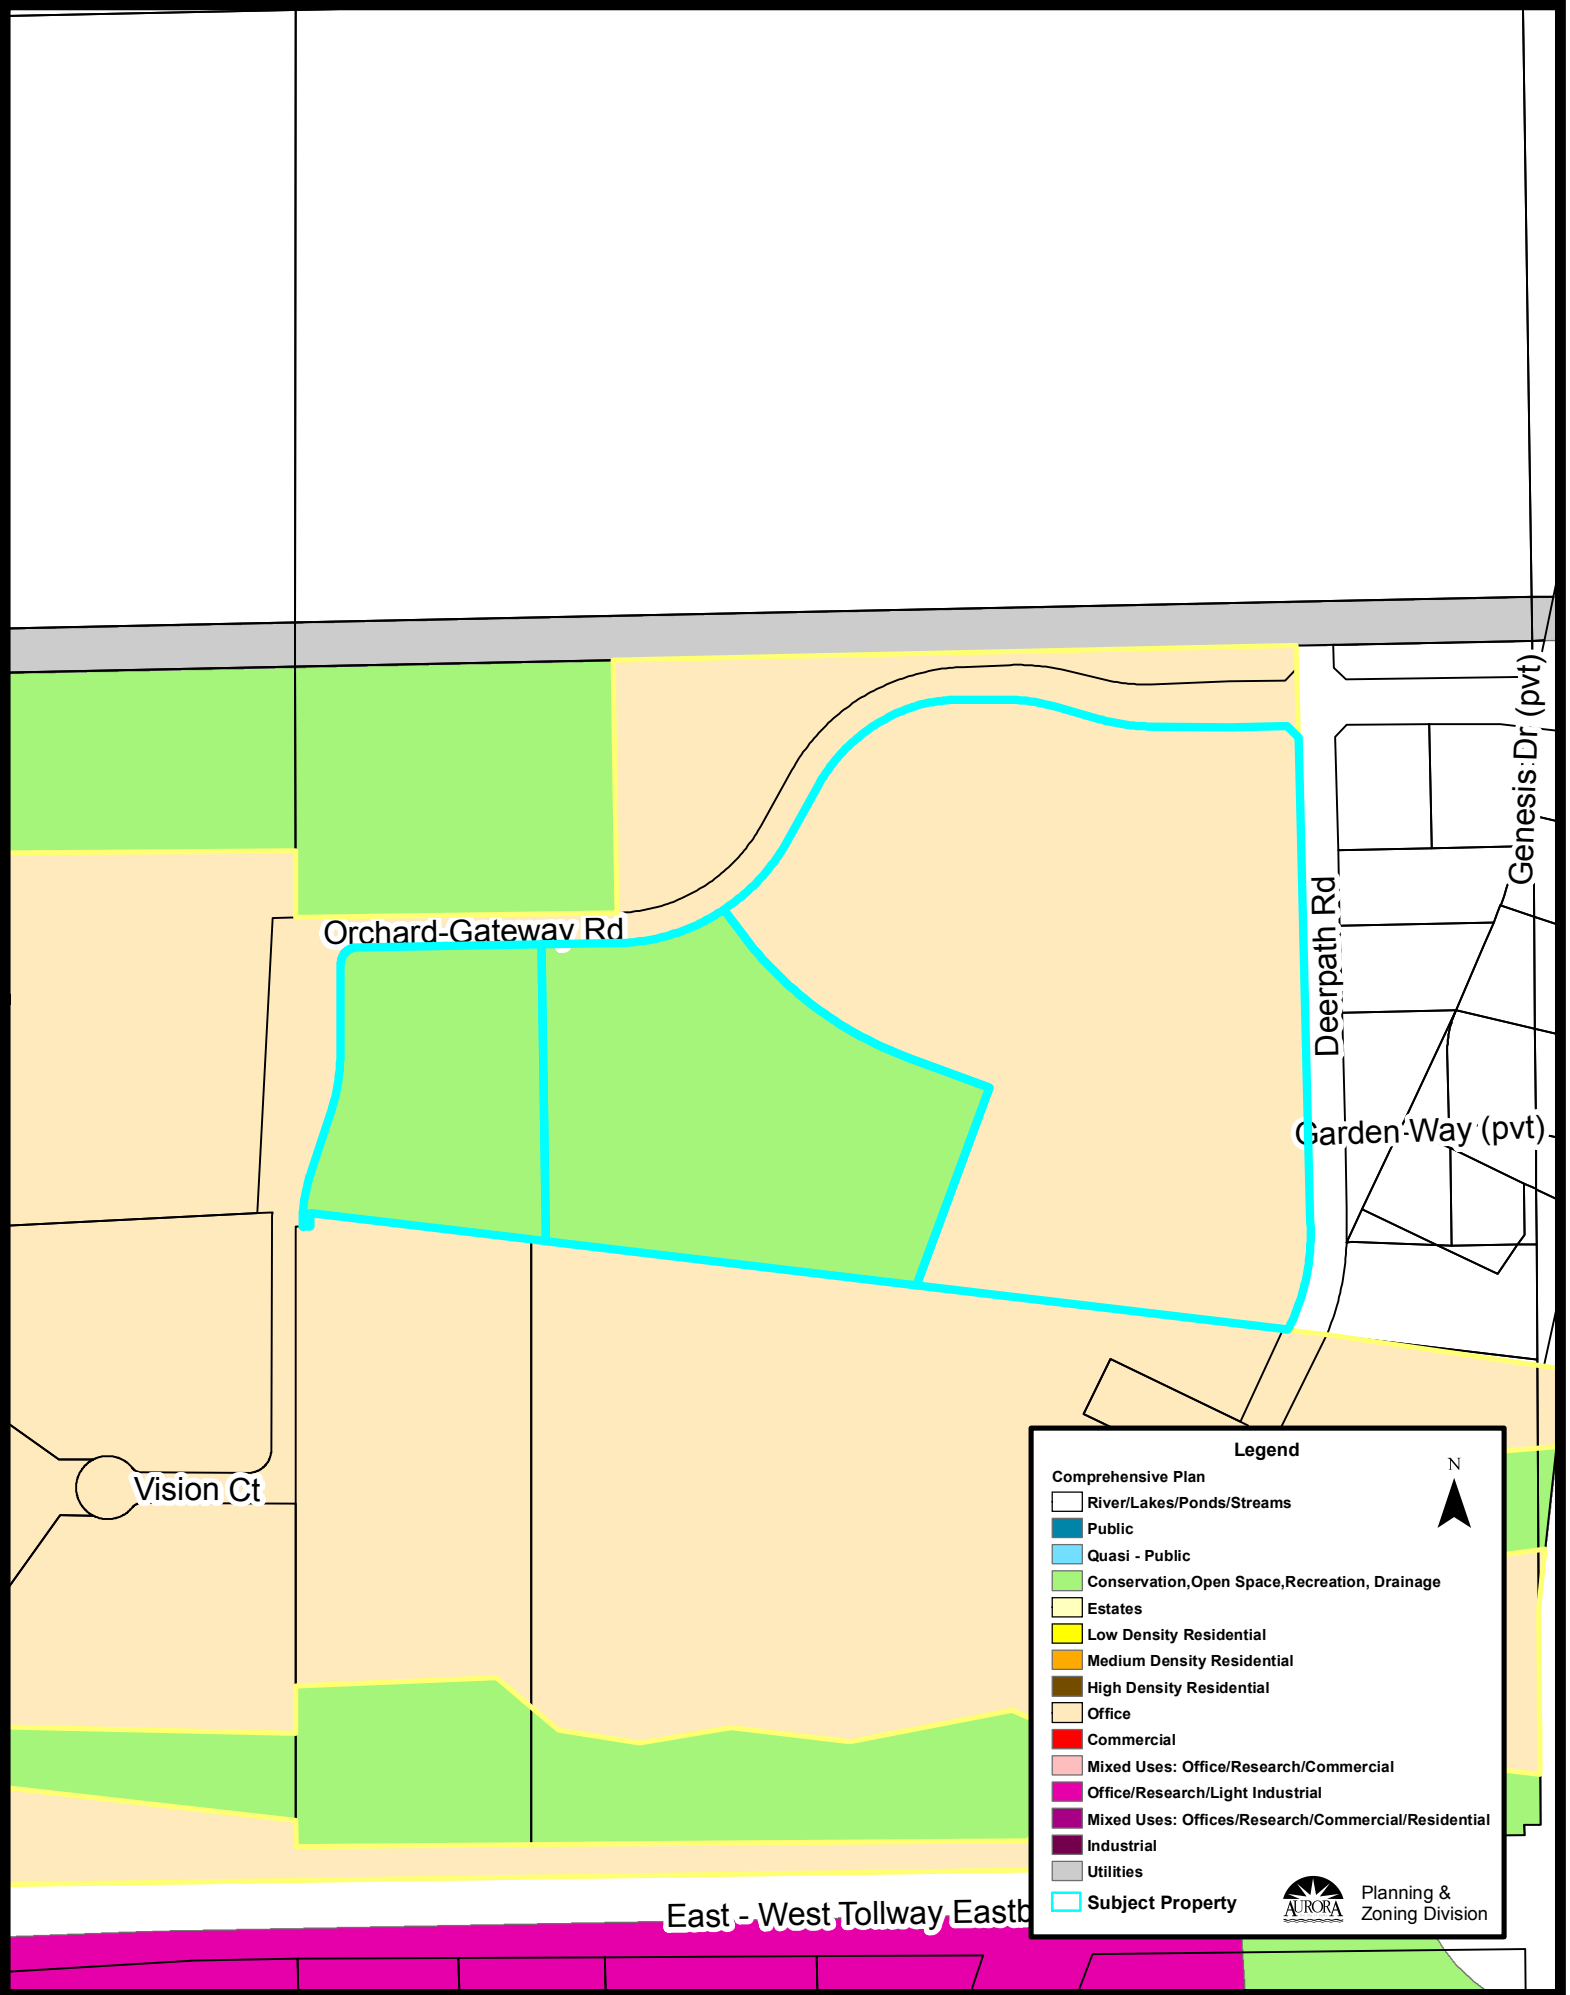 Genesis Dr (pvt)
Orchard-Gateway Rd
Deerpath Rd
Garden Way (pvt)
Vision Ct
East - West Tollway Eastb
Legend
N
Comprehensive Plan
River/Lakes/Ponds/Streams
Public
Quasi - Public
Conservation,Open Space,Recreation, Drainage
Estates
Low Density Residential
Medium Density Residential
High Density Residential
Office
Commercial
Mixed Uses: Office/Research/Commercial
Office/Research/Light Industrial
Mixed Uses: Offices/Research/Commercial/Residential
Industrial
Utilities
Subject Property
AURORA
Planning &
Zoning Division